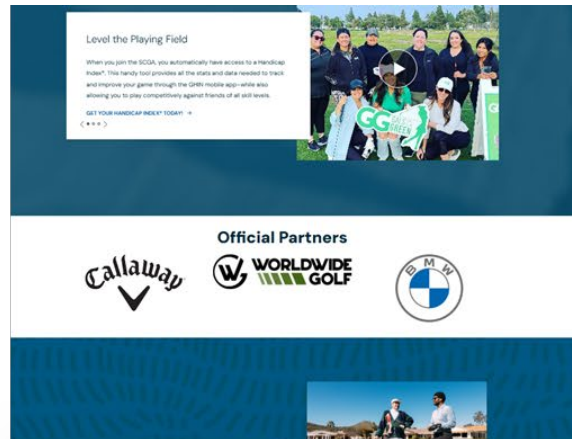 Level the Playing Field
When you join the SCGA, you automatically have access to a Handicap
Index®. This handy tool provides all the stats and data needed to track
and improve your game through the GHIN mobile app–while also
allowing you to play competitively against friends of all skill levels.
GET YOUR HANDICAP INDEX® TODAY!
GG
GREEN
Official Partners
Callaway
W WORLDWIDE
GOLF
BMW